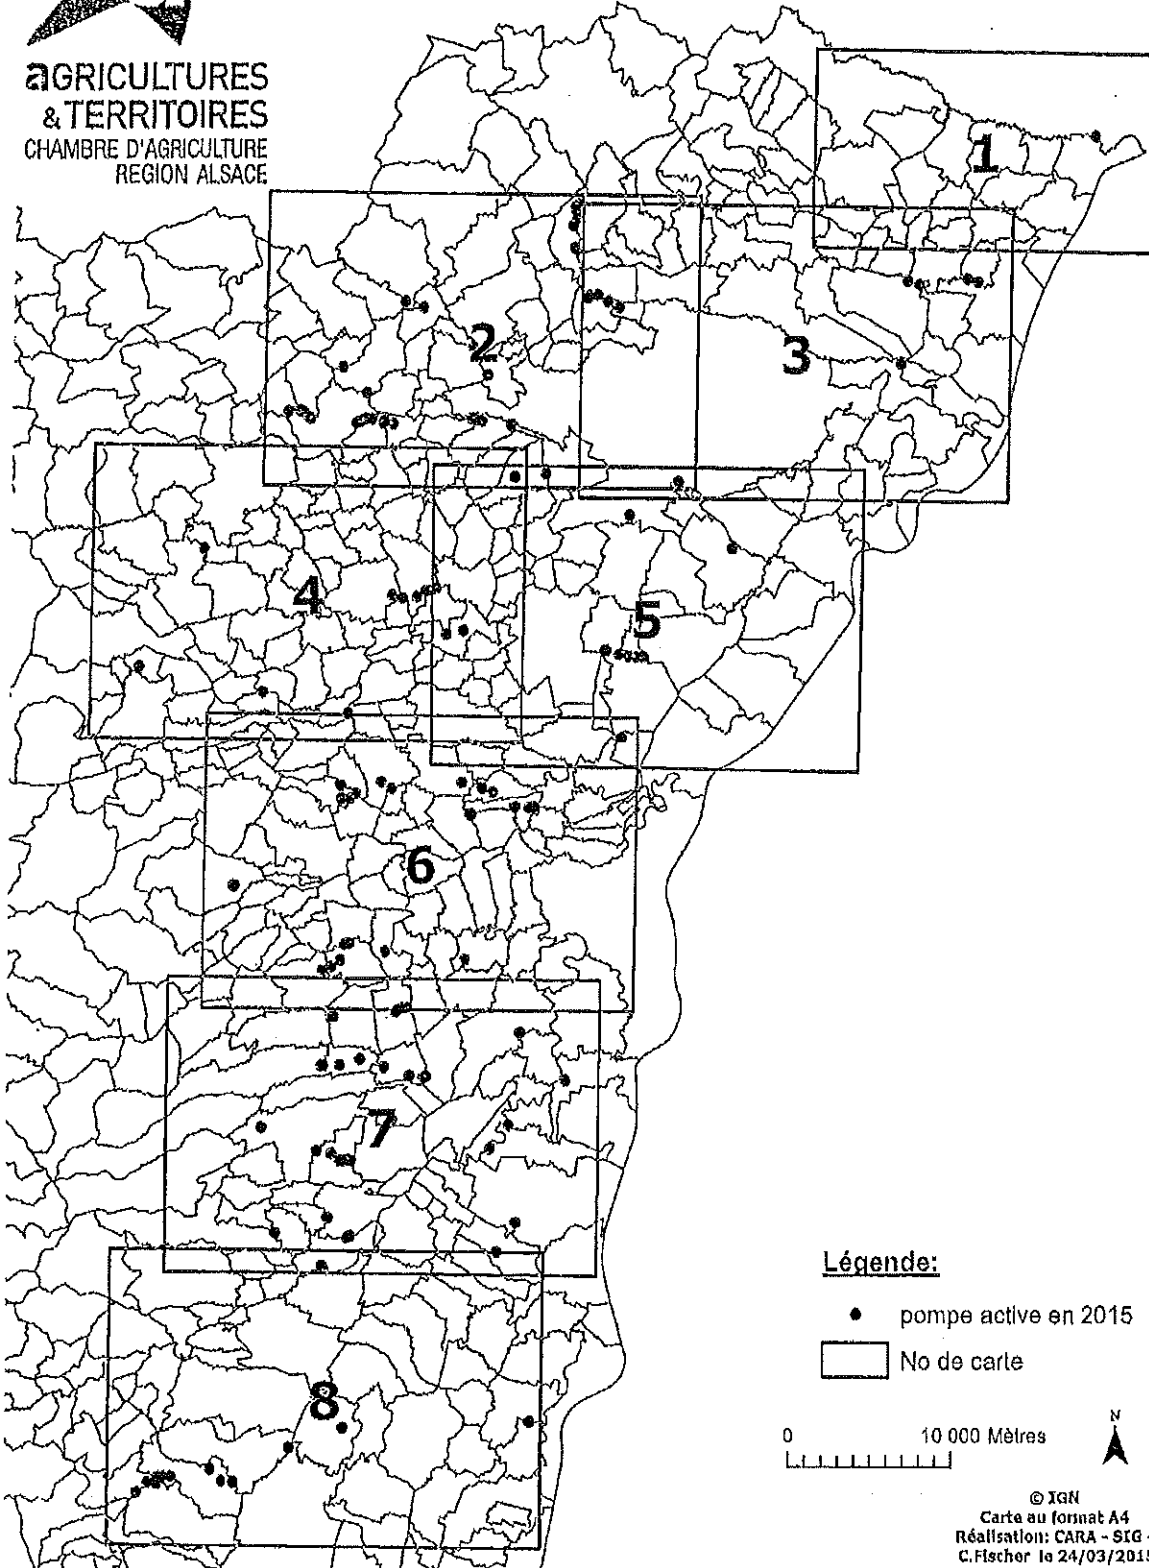 aGRICULTURES
& TERRITOIRES
CHAMBRE D'AGRICULTURE
REGION ALSACE
1
2
3
4
5
6
7
8
Légende:
pompe active en 2015
No de carte
0 10 000 Mètres
N
© IGN
Carte au format A4
Réalisation: CARA - SIG -
C.Fischer le 24/03/2015